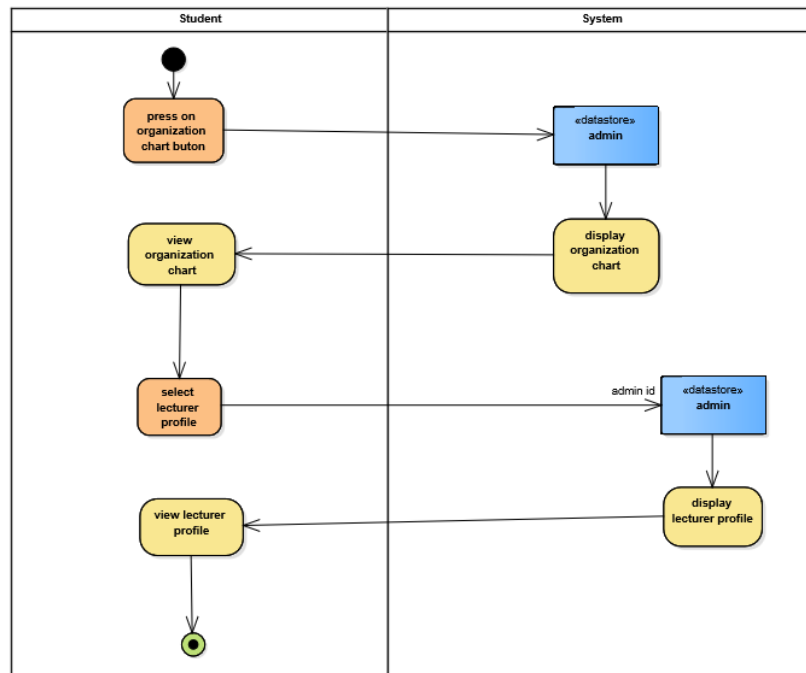 Student
System
press on
organization
chart buton
«datastore»
admin
view
organization
chart
display
organization
chart
select
lecturer
profile
admin id
«datastore»
admin
view lecturer
profile
display
lecturer profile